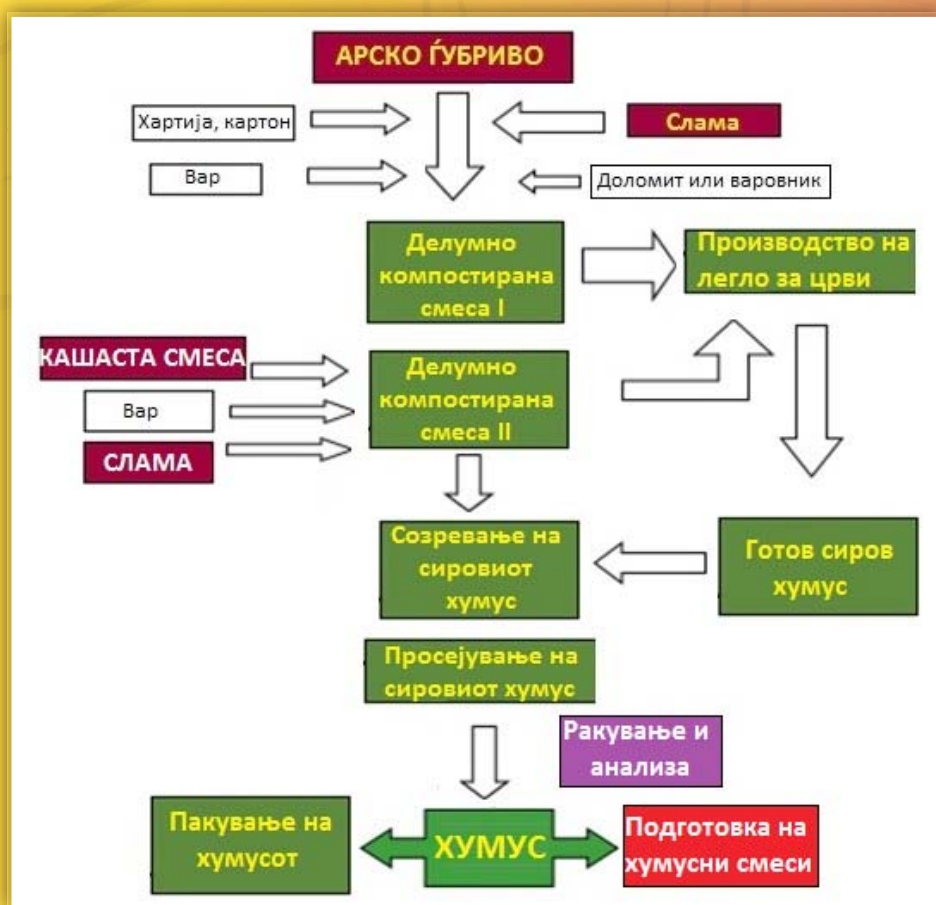 АРСКО ЃУБРИВО
Хартија, картон
Слама
Вар
Доломит или варовник
Делумно
компостирана
смеса I
Производство на
легло за црви
КАШАСТА СМЕСА
Вар
СЛАМА
Делумно
компостирана
смеса II
Созревање на
сировиот
хумус
Готов сиров
хумус
Просејување на
сировиот хумус
Ракување и
анализа
Пакување на
хумусот
ХУМУС
Подготовка на
хумусни смеси